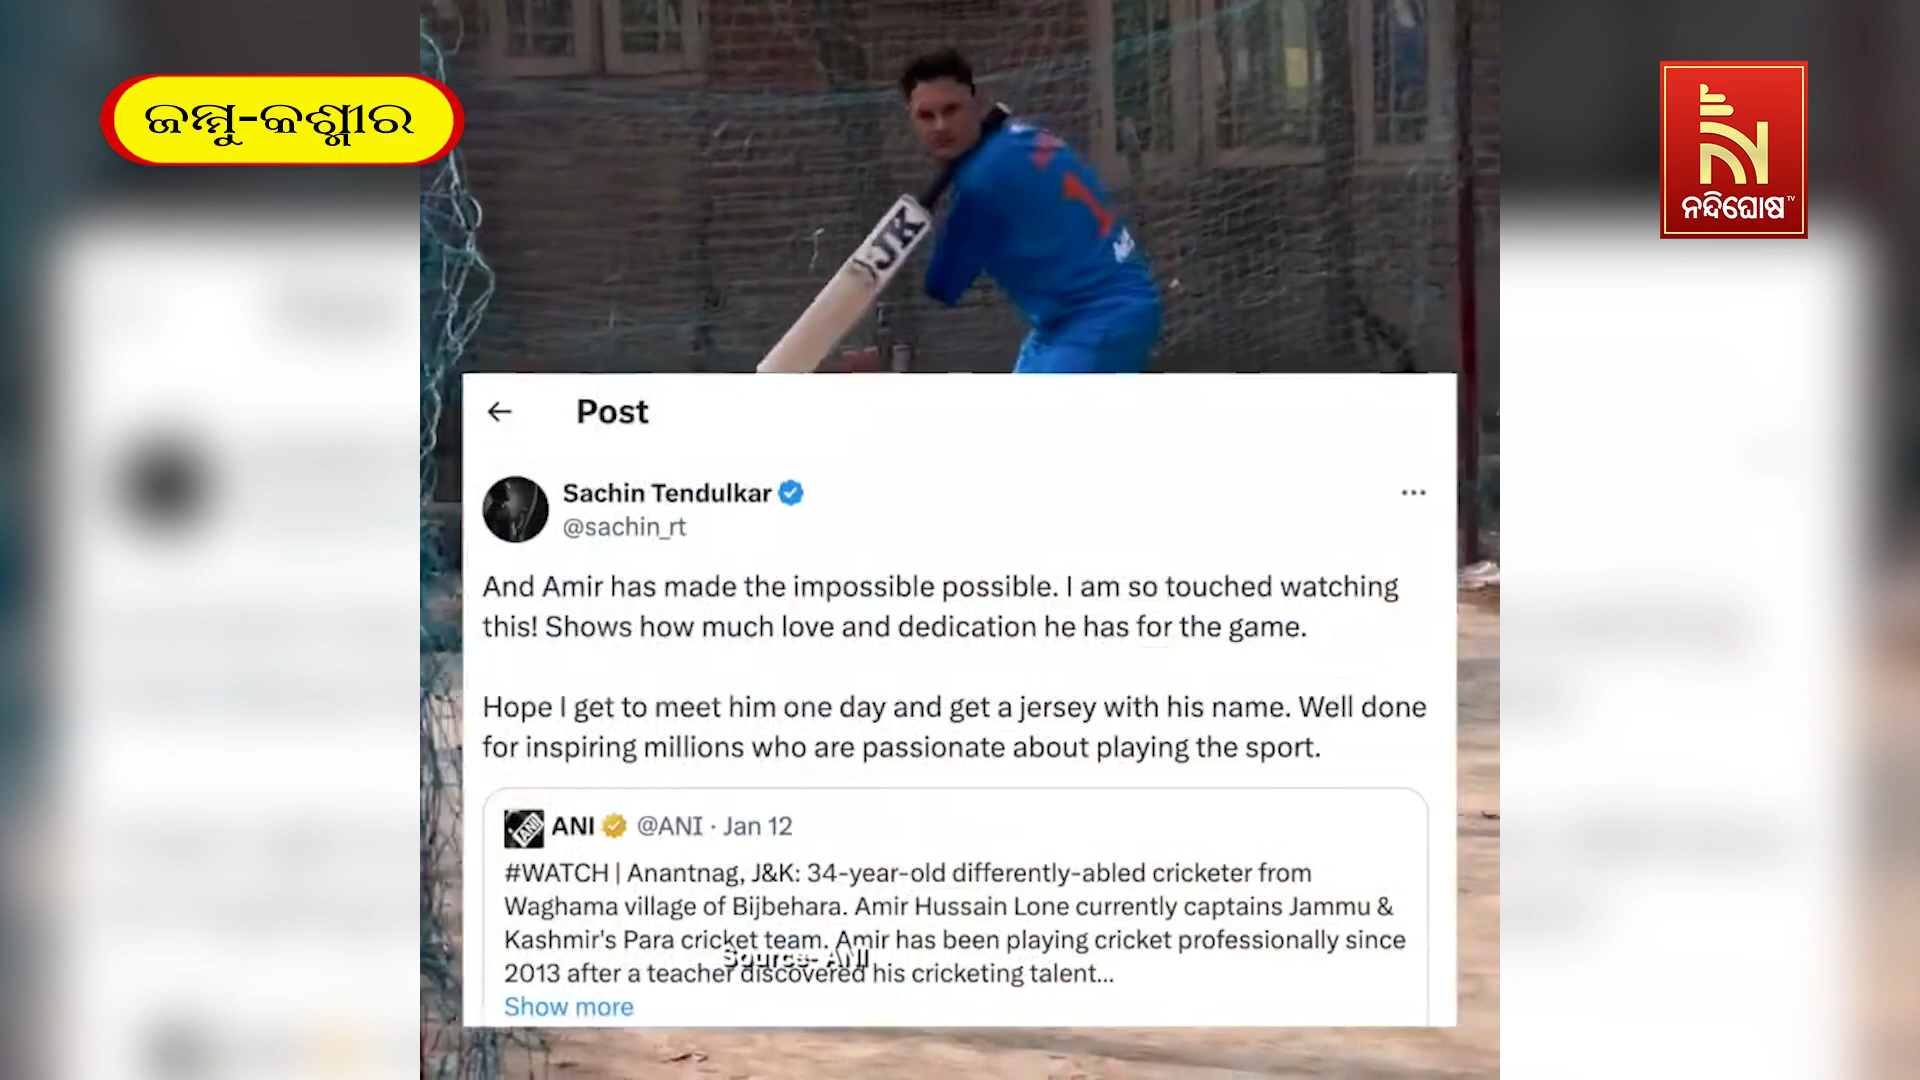 ଜମ୍ମୁ-କଶ୍ମୀର
ନନ୍ଦିଘୋଷ TV
JK
1
Post
Sachin Tendulkar
@sachin_rt
And Amir has made the impossible possible. I am so touched watching
this! Shows how much love and dedication he has for the game.
Hope I get to meet him one day and get a jersey with his name. Well done
for inspiring millions who are passionate about playing the sport.
ANI @ANI · Jan 12
#WATCH | Anantnag, J&K: 34-year-old differently-abled cricketer from
Waghama village of Bijbehara. Amir Hussain Lone currently captains Jammu &
Kashmir's Para cricket team. Amir has been playing cricket professionally since
2013 after a teacher discovered his cricketing talent...
Source- ANI
Show more